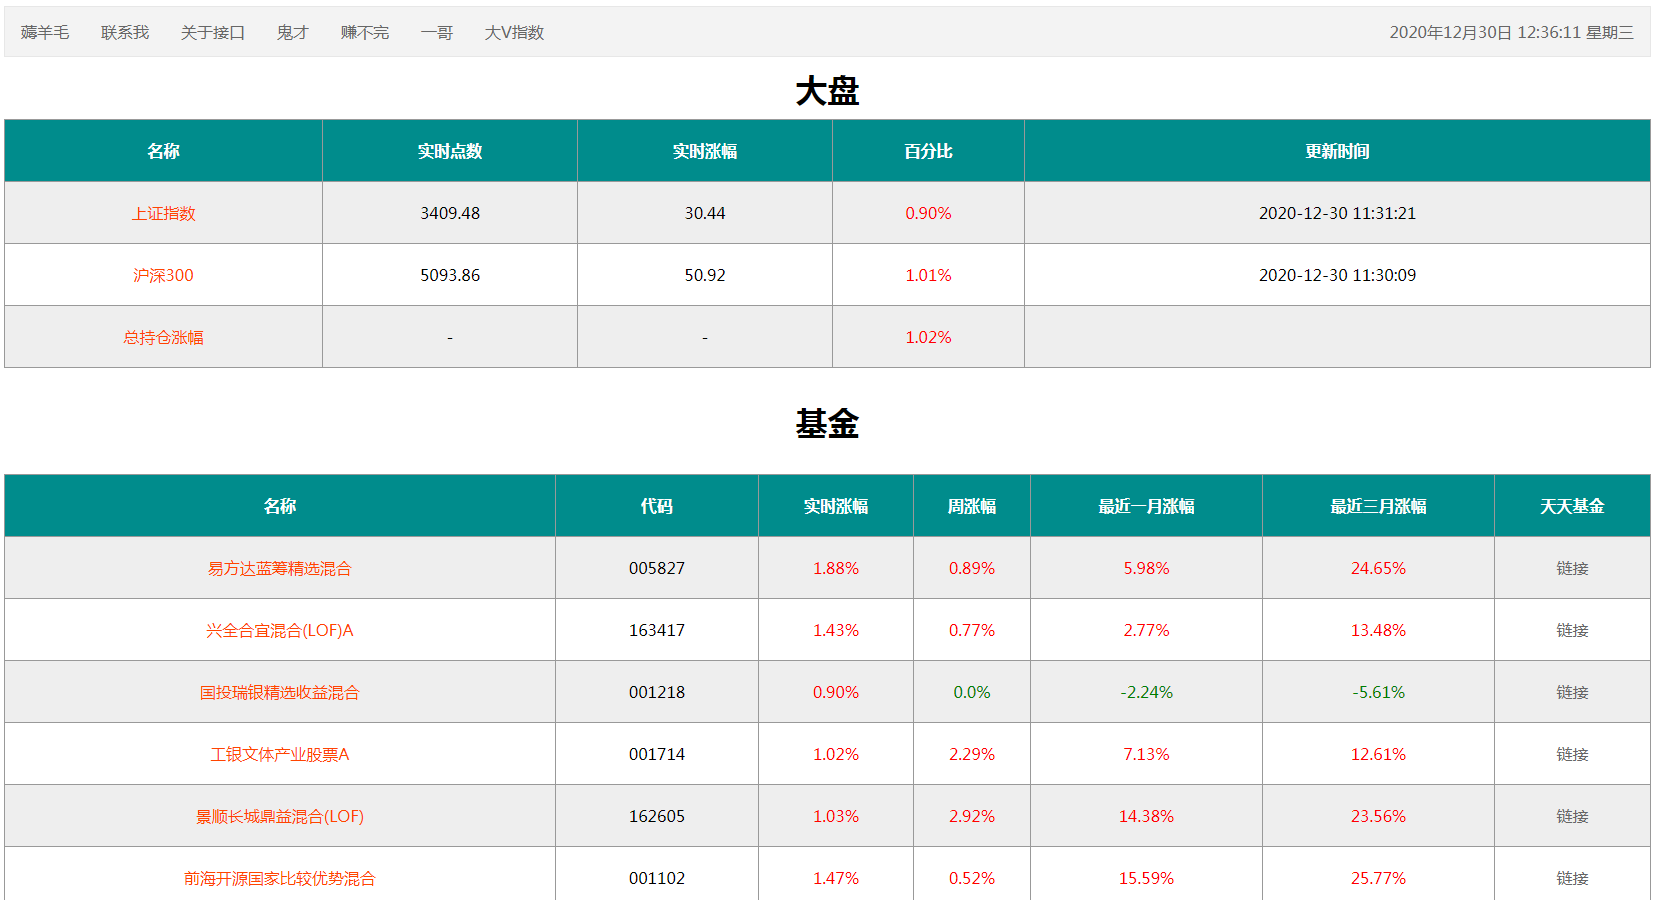 薅羊毛 联系我 关于接口 鬼才 赚不完 一哥 大V指数 2020年12月30日 12:36:11 星期三
大盘
名称 实时点数 实时涨幅 百分比 更新时间
上证指数 3409.48 30.44 0.90% 2020-12-30 11:31:21
沪深300 5093.86 50.92 1.01% 2020-12-30 11:30:09
总持仓涨幅 - - 1.02%
基金
名称 代码 实时涨幅 周涨幅 最近一月涨幅 最近三月涨幅 天天基金
易方达蓝筹精选混合 005827 1.88% 0.89% 5.98% 24.65% 链接
兴全合宜混合(LOF)A 163417 1.43% 0.77% 2.77% 13.48% 链接
国投瑞银精选收益混合 001218 0.90% 0.0% -2.24% -5.61% 链接
工银文体产业股票A 001714 1.02% 2.29% 7.13% 12.61% 链接
景顺长城鼎益混合(LOF) 162605 1.03% 2.92% 14.38% 23.56% 链接
前海开源国家比较优势混合 001102 1.47% 0.52% 15.59% 25.77% 链接